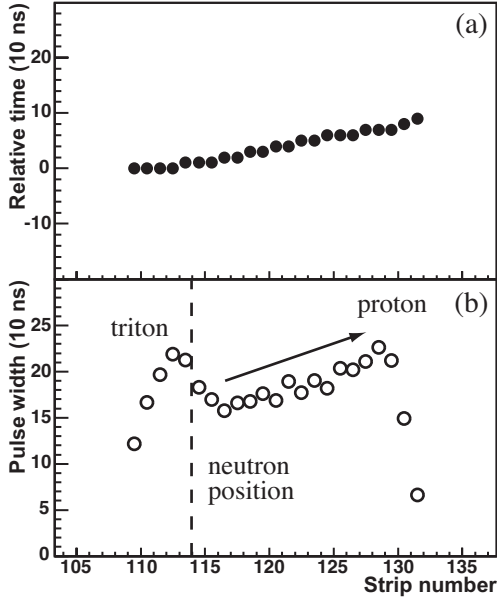 (a)
Relative time (10 ns)
20
10
0
-10
(b)
Pulse width (10 ns)
25
20
15
10
5
0
triton
proton
neutron
position
105 110 115 120 125 130 135
Strip number